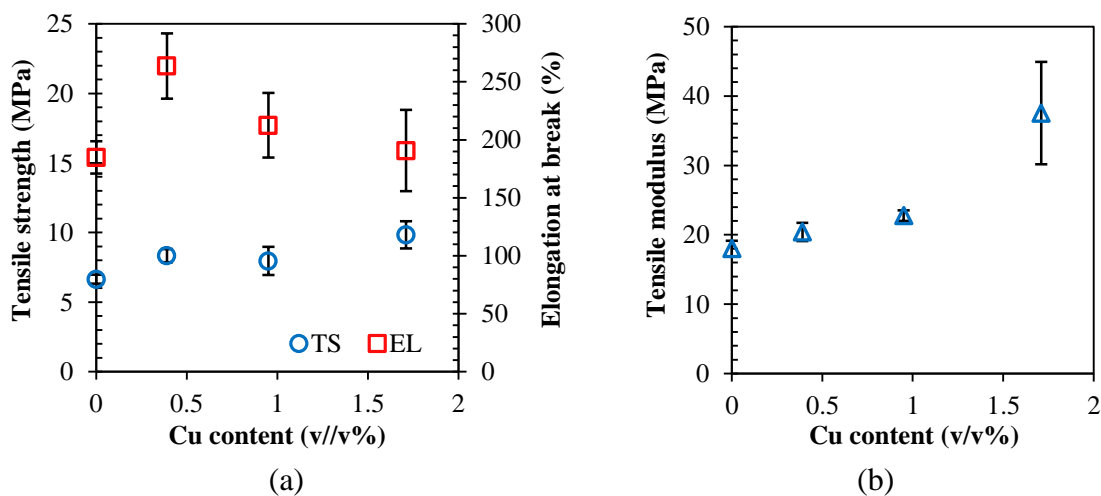 25
20
15
10
5
0
Tensile strength (MPa)
300
250
200
150
100
50
0
Elongation at break (%)
TS EL
0 0.5 1 1.5 2
Cu content (v//v%)
(a)
50
40
30
20
10
0
Tensile modulus (MPa)
0 0.5 1 1.5 2
Cu content (v/v%)
(b)